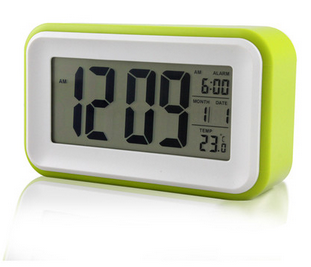 AM 12:09
AM ALARM
6:00
MONTH DATE
1 1
TEMP
23.0 °C